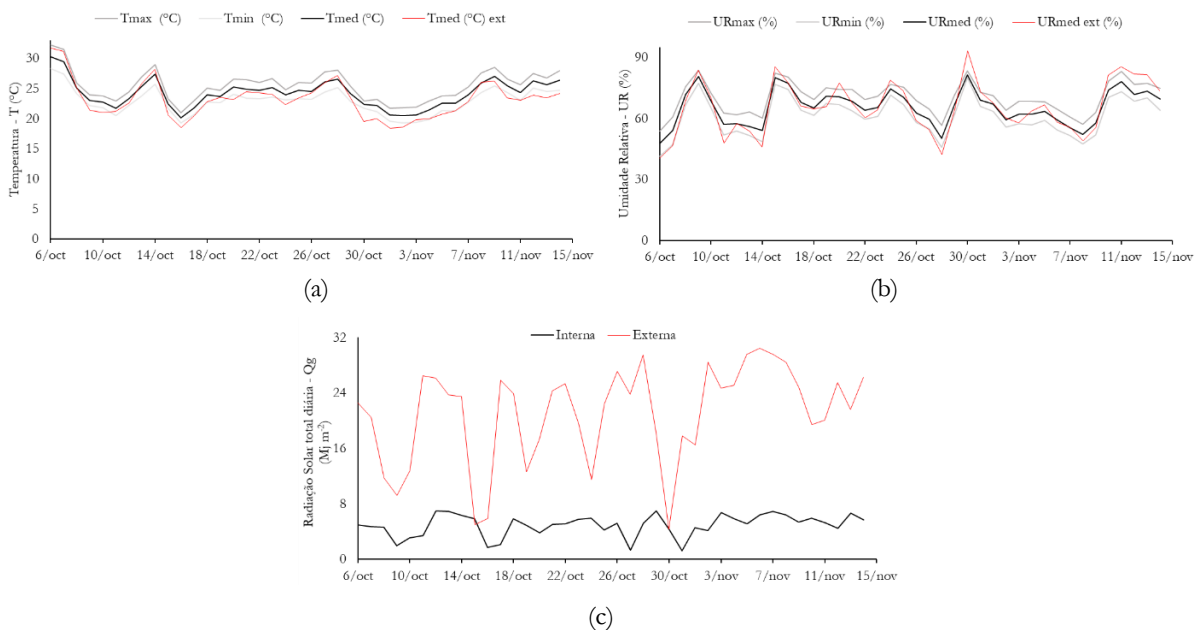 Tmax (°C) Tmin (°C) Tmed (°C) Tmed (°C) ext
Temperatura - T (°C)
30
25
20
15
10
5
0
6/oct 10/oct 14/oct 18/oct 22/oct 26/oct 30/oct 3/nov 7/nov 11/nov 15/nov
(a)
URmax (%) URmin (%) URmed (%) URmed ext (%)
Umidade Relativa - UR (%)
90
60
30
0
6/oct 10/oct 14/oct 18/oct 22/oct 26/oct 30/oct 3/nov 7/nov 11/nov 15/nov
(b)
Interna Externa
Radiação Solar total diária - Qg
(Mj m⁻²)
32
24
16
8
0
6/oct 10/oct 14/oct 18/oct 22/oct 26/oct 30/oct 3/nov 7/nov 11/nov 15/nov
(c)